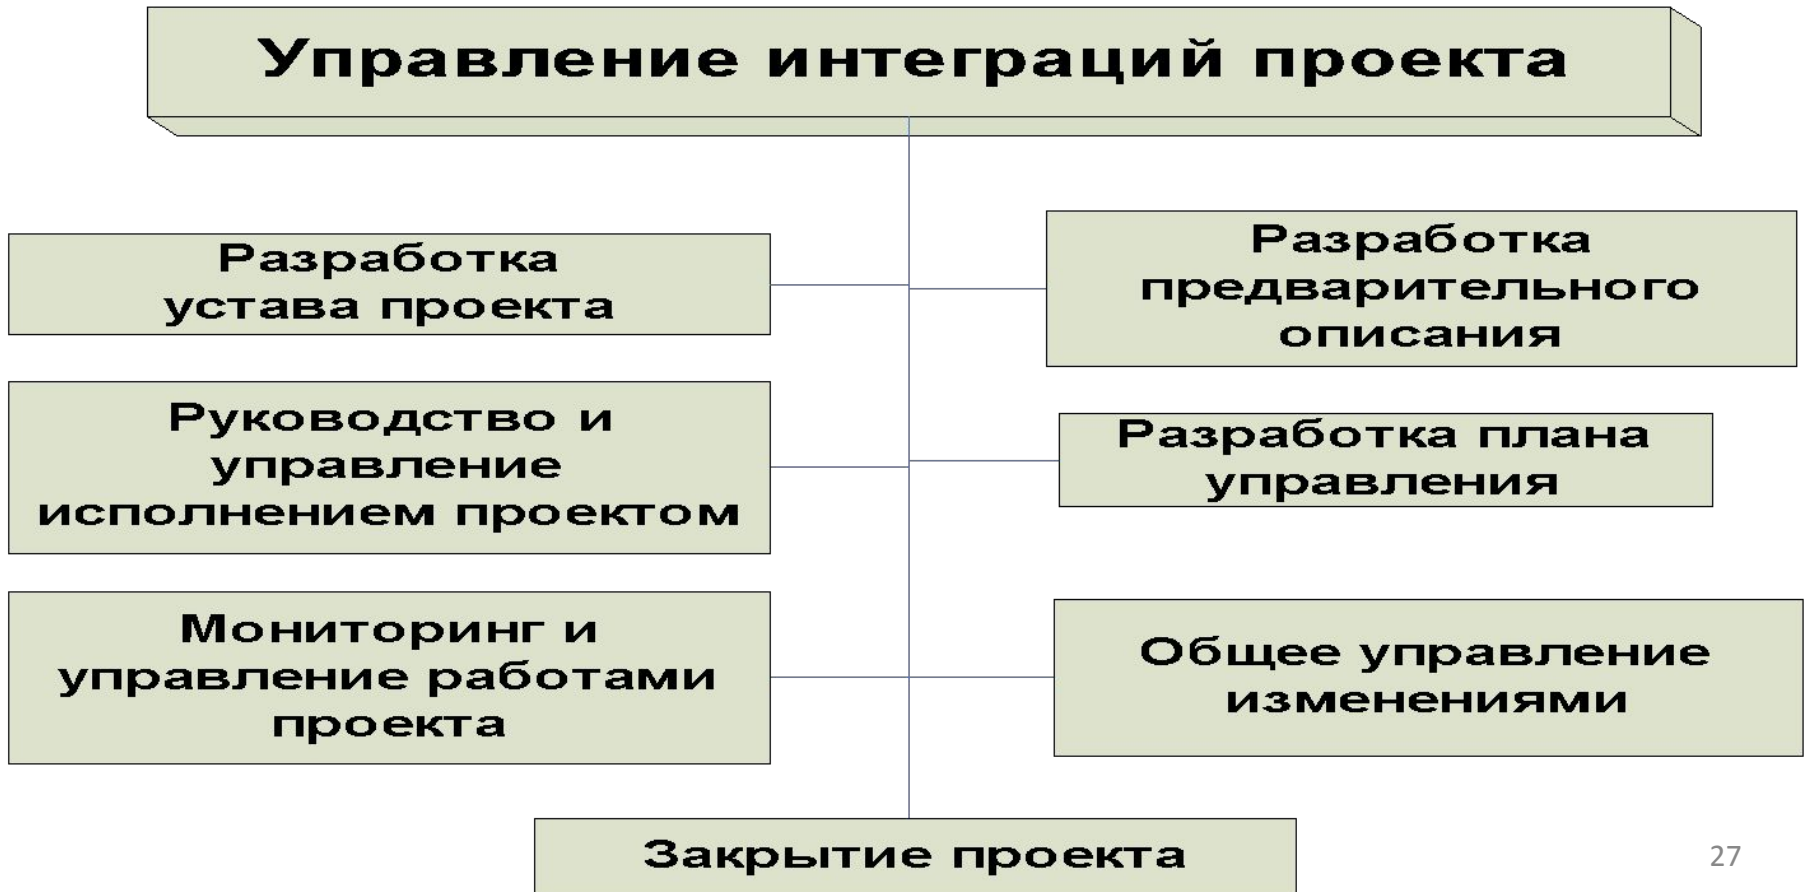 Управление интеграций проекта
Разработка
устава проекта
Разработка
предварительного
описания
Руководство и
управление
исполнением проектом
Разработка плана
управления
Мониторинг и
управление работами
проекта
Общее управление
изменениями
Закрытие проекта
27